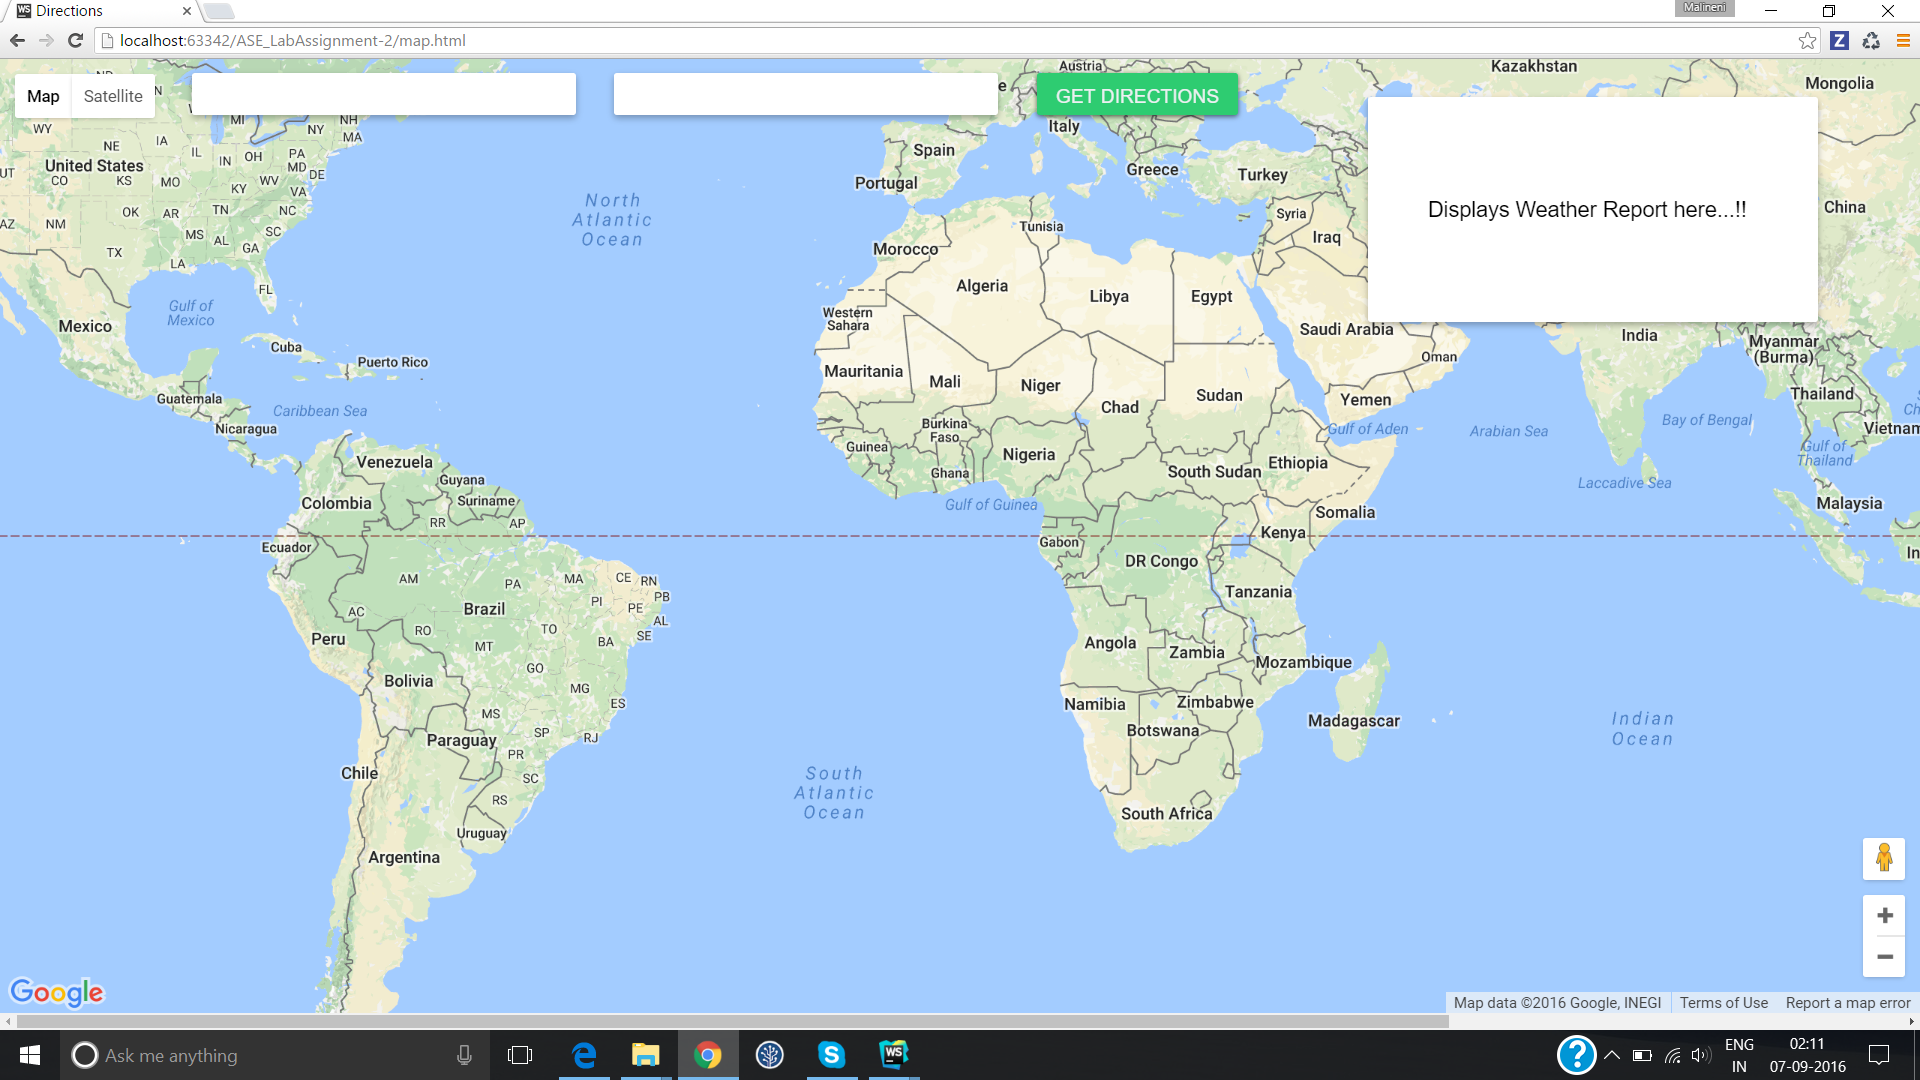 Directions
Malineni
localhost:63342/ASE_LabAssignment-2/map.html
Map
Satellite
GET DIRECTIONS
Displays Weather Report here...!!
Austria
Kazakhstan
Mongolia
WY
MI
NY
NH
MA
Italy
NE
IA
IL
IN
OH
PA
MD
DE
United States
UT
CO
KS
MO
KY
WV
VA
Spain
Portugal
Greece
Turkey
OK
AR
TN
NC
North
Atlantic
Ocean
Syria
China
AZ
NM
MS
AL
GA
SC
Tunisia
Iraq
TX
LA
Morocco
FL
Algeria
Libya
Egypt
Gulf of
Mexico
Western
Sahara
Mexico
Saudi Arabia
India
Cuba
Puerto Rico
Oman
Myanmar
(Burma)
Mauritania
Mali
Niger
Chad
Sudan
Yemen
Thailand
Guatemala
Caribbean Sea
Nicaragua
Burkina
Faso
Gulf of Aden
Arabian Sea
Bay of Bengal
Vietnam
Guinea
Nigeria
Ghana
South Sudan
Ethiopia
Gulf of
Thailand
Venezuela
Guyana
Suriname
Colombia
Laccadive Sea
Malaysia
Gulf of Guinea
Somalia
RR
AP
Ecuador
Gabon
Kenya
DR Congo
AM
PA
MA
CE
RN
PB
PI
PE
AL
SE
Brazil
Tanzania
AC
RO
TO
BA
Peru
MT
Angola
Zambia
Mozambique
GO
Bolivia
MG
ES
Namibia
Zimbabwe
Madagascar
Indian
Ocean
MS
SP
RJ
Botswana
Paraguay
PR
Chile
SC
South
Atlantic
Ocean
RS
South Africa
Uruguay
Argentina
Google
Map data ©2016 Google, INEGI
Terms of Use
Report a map error
Ask me anything
ENG
IN
02:11
07-09-2016